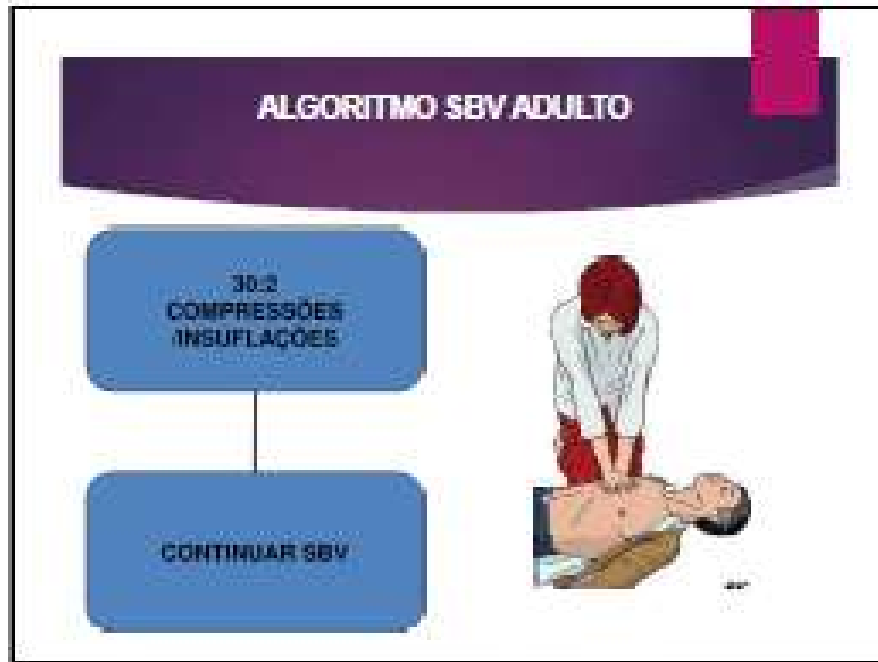 ALGORITMO SBV ADULTO
30:2
COMPRESSÕES
/INSUFLAÇÕES
CONTINUAR SBV